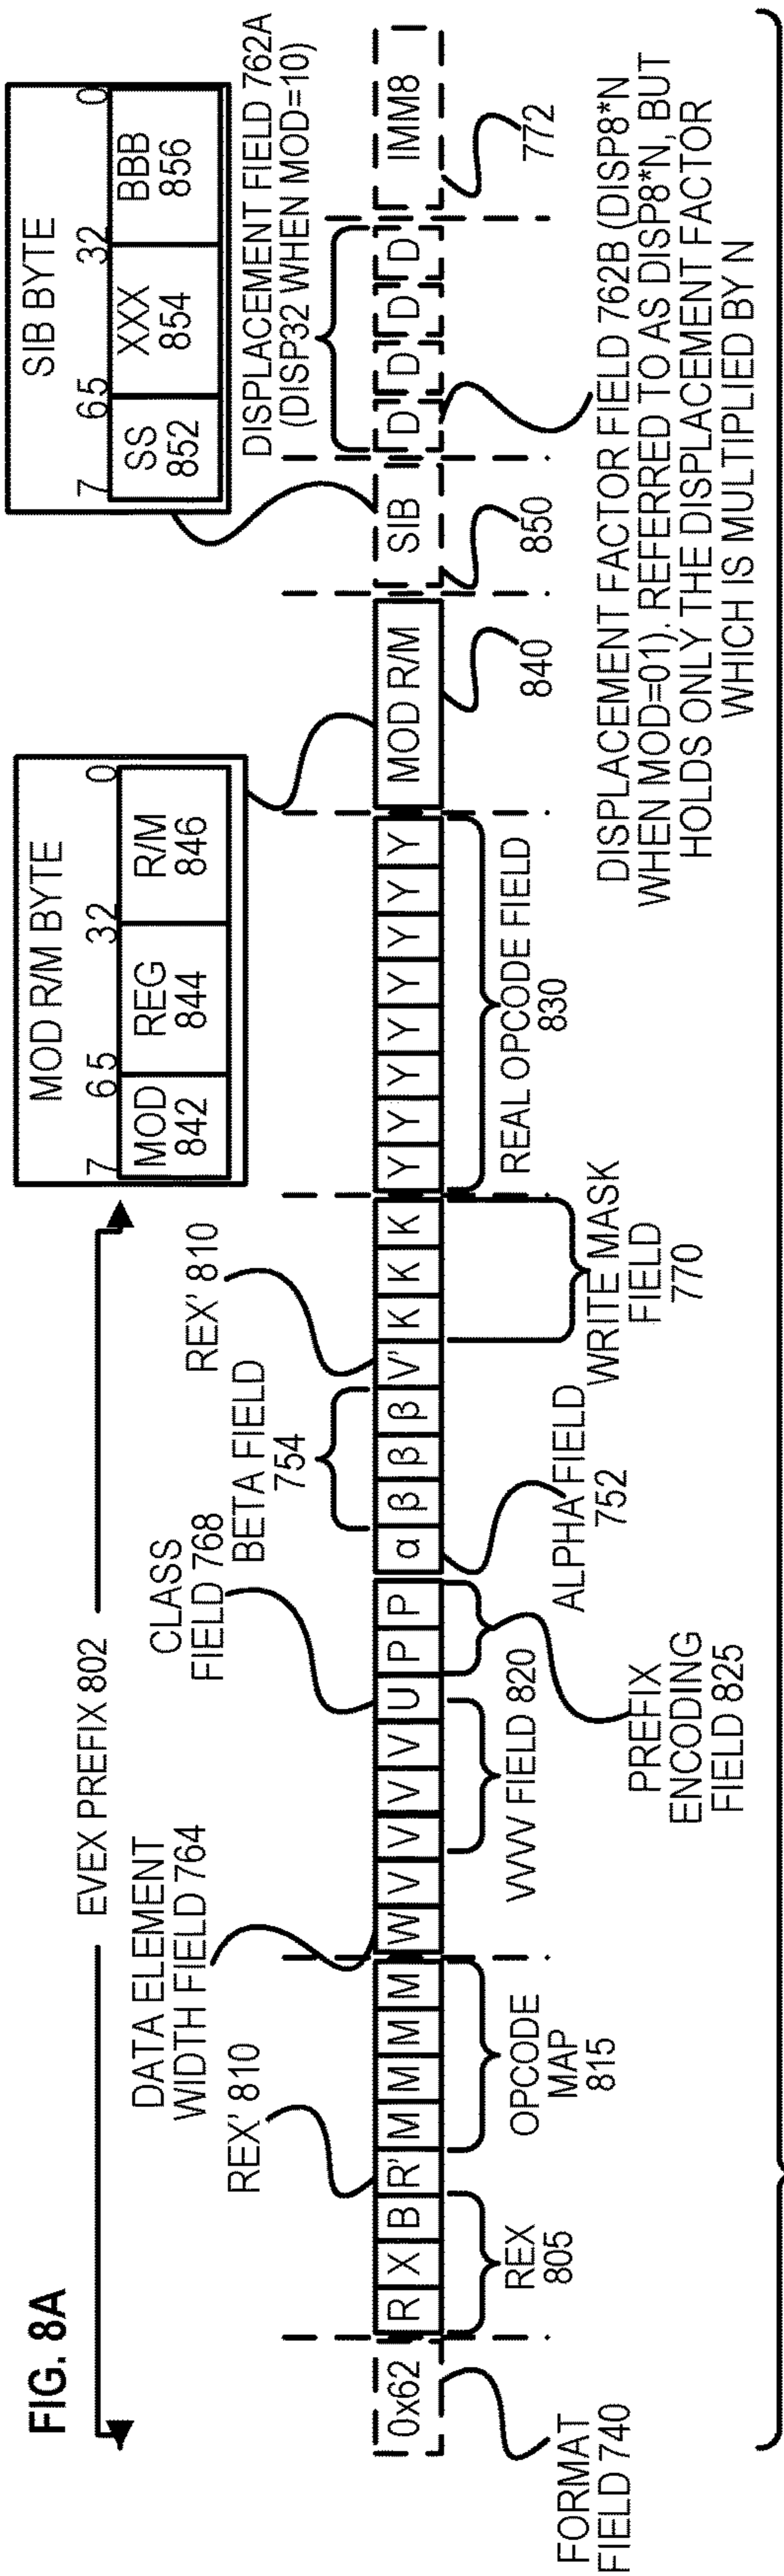 FIG. 8A
EVEX PREFIX 802
MOD R/M BYTE
7 6 5 3 2 0
MOD REG R/M
842 844 846
SIB BYTE
7 6 5 3 2 0
SS XXX BBB
852 854 856
REX' 810
DATA ELEMENT
WIDTH FIELD 764
CLASS
FIELD 768
BETA FIELD
754
REX' 810
DISPLACEMENT FIELD 762A
(DISP32 WHEN MOD=10)
0x62 R X B R' M M M M W V V V V U P P α β β β V' K K K Y Y Y Y Y Y Y Y MOD R/M SIB D D D D IMM8
FORMAT
FIELD 740
REX
805
OPCODE
MAP
815
VVVV FIELD 820
PREFIX
ENCODING
FIELD 825
ALPHA FIELD
752
WRITE MASK
FIELD
770
REAL OPCODE FIELD
830
840
850
772
DISPLACEMENT FACTOR FIELD 762B (DISP8*N
WHEN MOD=01). REFERRED TO AS DISP8*N, BUT
HOLDS ONLY THE DISPLACEMENT FACTOR
WHICH IS MULTIPLIED BY N